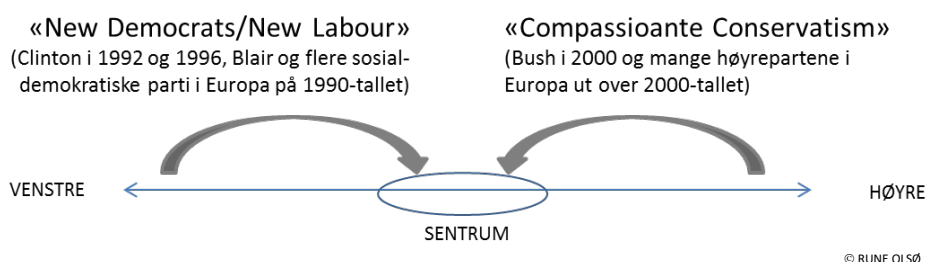 «New Democrats/New Labour»
(Clinton i 1992 og 1996, Blair og flere sosial-
demokratiske parti i Europa på 1990-tallet)
«Compassioante Conservatism»
(Bush i 2000 og mange høyrepartene i
Europa ut over 2000-tallet)
VENSTRE
HØYRE
SENTRUM
© RUNE OLSØ